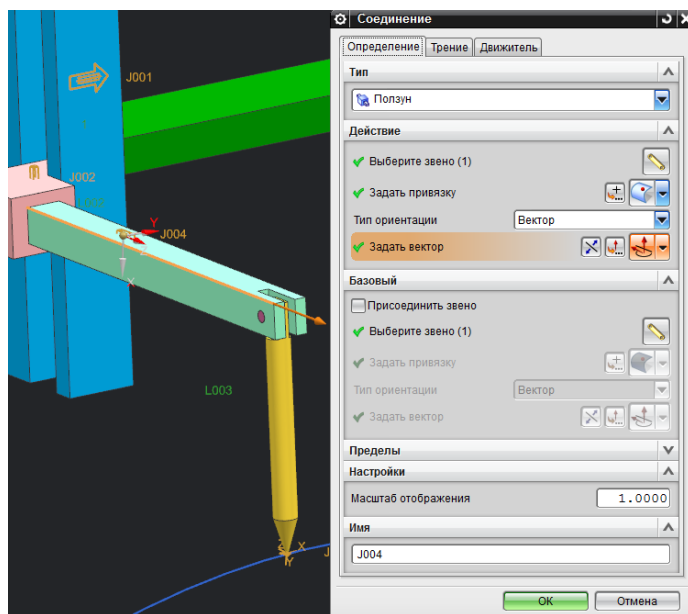 Соединение
Определение Трение Движитель
Тип
Ползун
Действие
Выберите звено (1)
Задать привязку
Тип ориентации Вектор
Задать вектор
Базовый
Присоединить звено
Выберите звено (1)
Задать привязку
Тип ориентации Вектор
Задать вектор
Пределы
Настройки
Масштаб отображения 1.0000
Имя
J004
OK Отмена
J001
J002
Y J004
Z
X
L003
Z X
Y